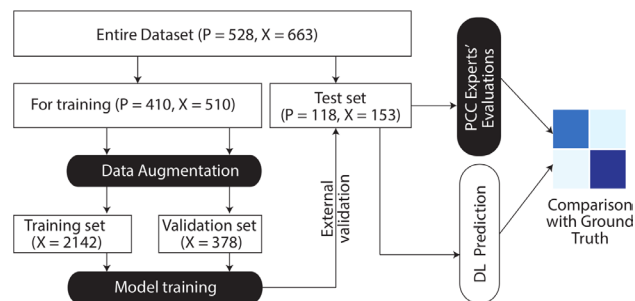 Entire Dataset (P = 528, X = 663)
For training (P = 410, X = 510)
Test set
(P = 118, X = 153)
PCC Experts'
Evaluations
Data Augmentation
Training set
(X = 2142)
Validation set
(X = 378)
External
validation
DL Prediction
Comparison
with Ground
Truth
Model training